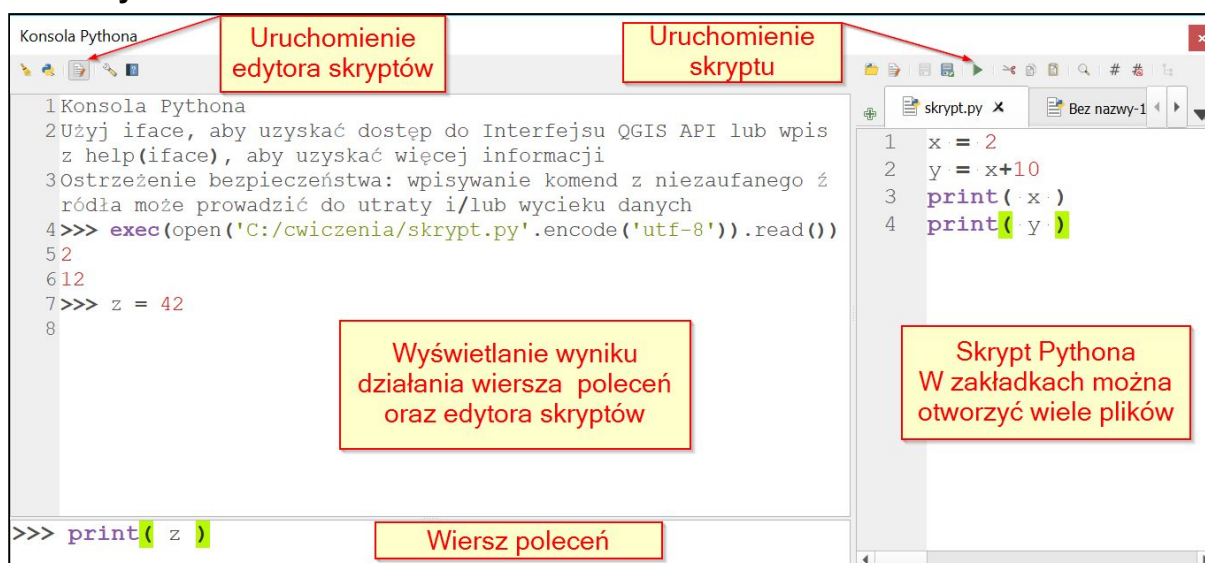 Konsola Pythona
Uruchomienie
edytora skryptów
Uruchomienie
skryptu
1 Konsola Pythona
2 Użyj iface, aby uzyskać dostęp do Interfejsu QGIS API lub wpis
z help(iface), aby uzyskać więcej informacji
3 Ostrzeżenie bezpieczeństwa: wpisywanie komend z niezaufanego ź
ródła może prowadzić do utraty i/lub wycieku danych
4 >>> exec(open('C:/cwiczenia/skrypt.py'.encode('utf-8')).read())
5 2
6 12
7 >>> z = 42
8
Wyświetlanie wyniku
działania wiersza poleceń
oraz edytora skryptów
>>> print( z )
Wiersz poleceń
skrypt.py
Bez nazwy-1
1 x = 2
2 y = x+10
3 print( x )
4 print( y )
Skrypt Pythona
W zakładkach można
otworzyć wiele plików